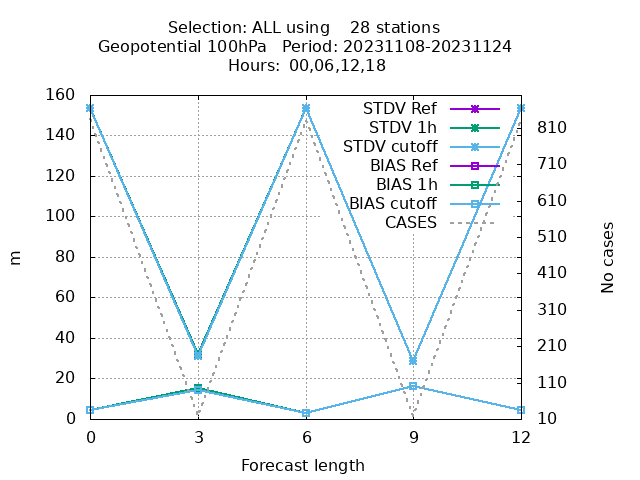 Selection: ALL using    28 stations
Geopotential 100hPa   Period: 20231108-20231124
Hours: 00,06,12,18
STDV Ref
STDV 1h
STDV cutoff
BIAS Ref
BIAS 1h
BIAS cutoff
CASES
160
140
120
100
80
60
40
20
0
m
810
710
610
510
410
310
210
110
10
No cases
0 3 6 9 12
Forecast length